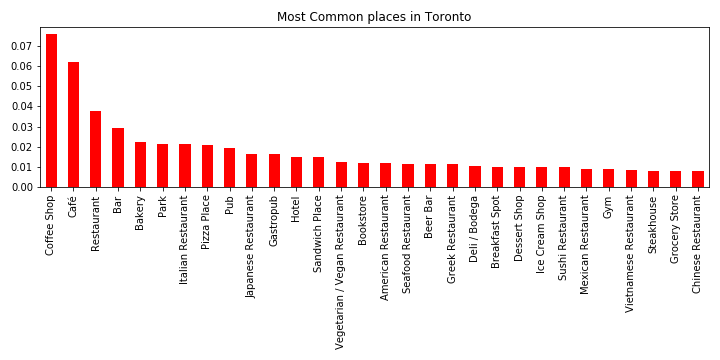 Most Common places in Toronto
0.07
0.06
0.05
0.04
0.03
0.02
0.01
0.00
Coffee Shop
Café
Restaurant
Bar
Bakery
Park
Italian Restaurant
Pizza Place
Pub
Japanese Restaurant
Gastropub
Hotel
Sandwich Place
Vegetarian / Vegan Restaurant
Bookstore
American Restaurant
Seafood Restaurant
Beer Bar
Greek Restaurant
Deli / Bodega
Breakfast Spot
Dessert Shop
Ice Cream Shop
Sushi Restaurant
Mexican Restaurant
Gym
Vietnamese Restaurant
Steakhouse
Grocery Store
Chinese Restaurant